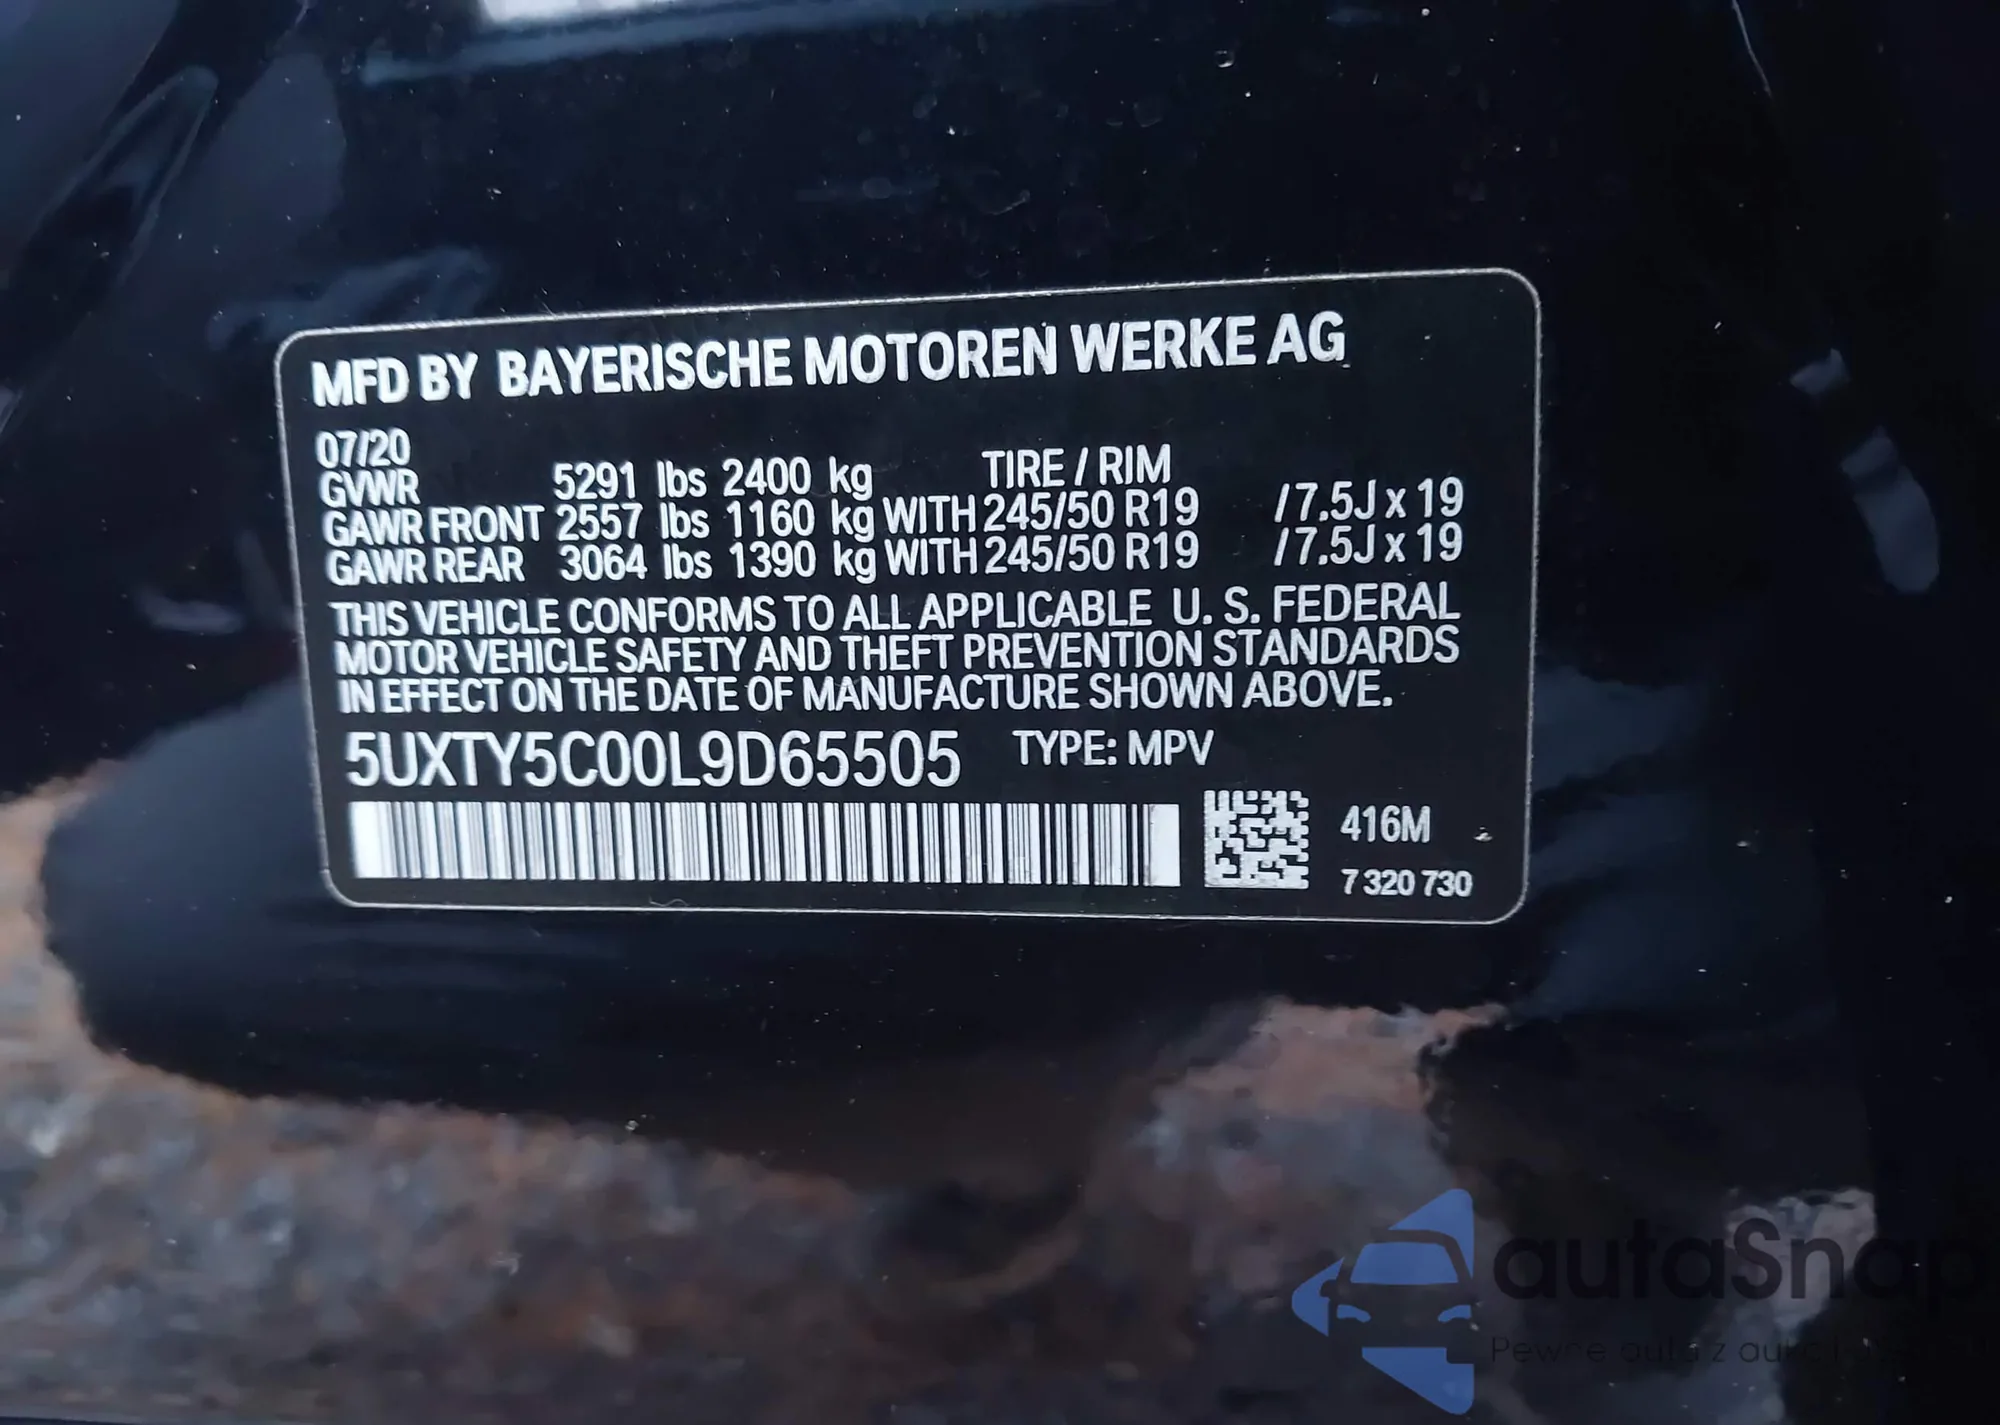 MFD BY BAYERISCHE MOTOREN WERKE AG
07/20
GVWR 5291 lbs 2400 kg TIRE / RIM
GAWR FRONT 2557 lbs 1160 kg WITH 245/50 R19 /7.5J x 19
GAWR REAR 3064 lbs 1390 kg WITH 245/50 R19 /7.5J x 19
THIS VEHICLE CONFORMS TO ALL APPLICABLE U. S. FEDERAL
MOTOR VEHICLE SAFETY AND THEFT PREVENTION STANDARDS
IN EFFECT ON THE DATE OF MANUFACTURE SHOWN ABOVE.
5UXTY5C00L9D65505 TYPE: MPV
416M
7 320 730
autaSnap
Pewne auta z